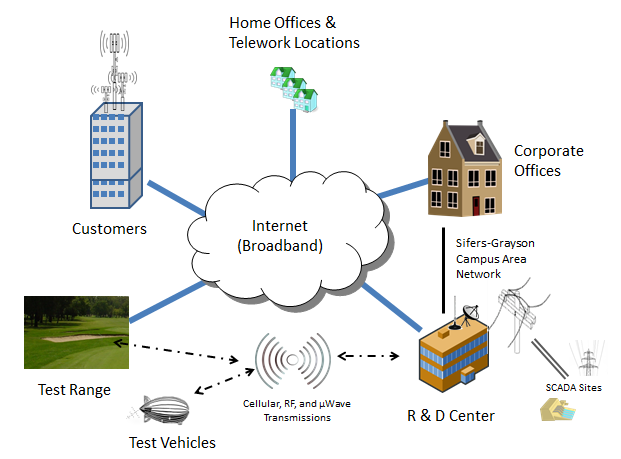 Home Offices &
Telework Locations
Customers
Corporate
Offices
Internet
(Broadband)
Sifers-Grayson
Campus Area
Network
SCADA Sites
Test Range
Cellular, RF, and µWave
Transmissions
R & D Center
Test Vehicles